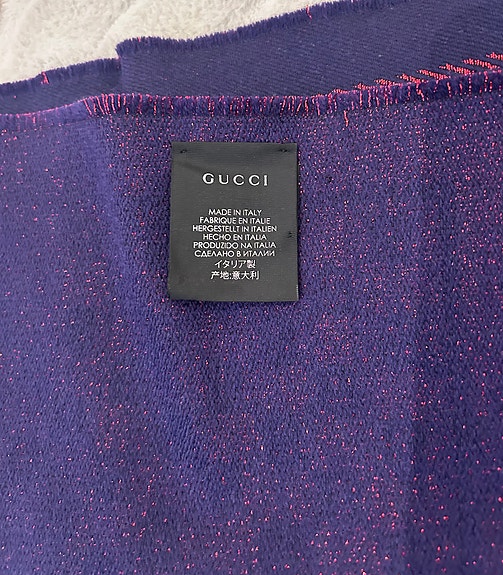 GUCCI
MADE IN ITALY
FABRIQUE EN ITALIE
HERGESTELLT IN ITALIEN
HECHO EN ITALIA
PRODUZIDO NA ITALIA
СДЕЛАНО В ИТАЛИИ
イタリア製
产地:意大利